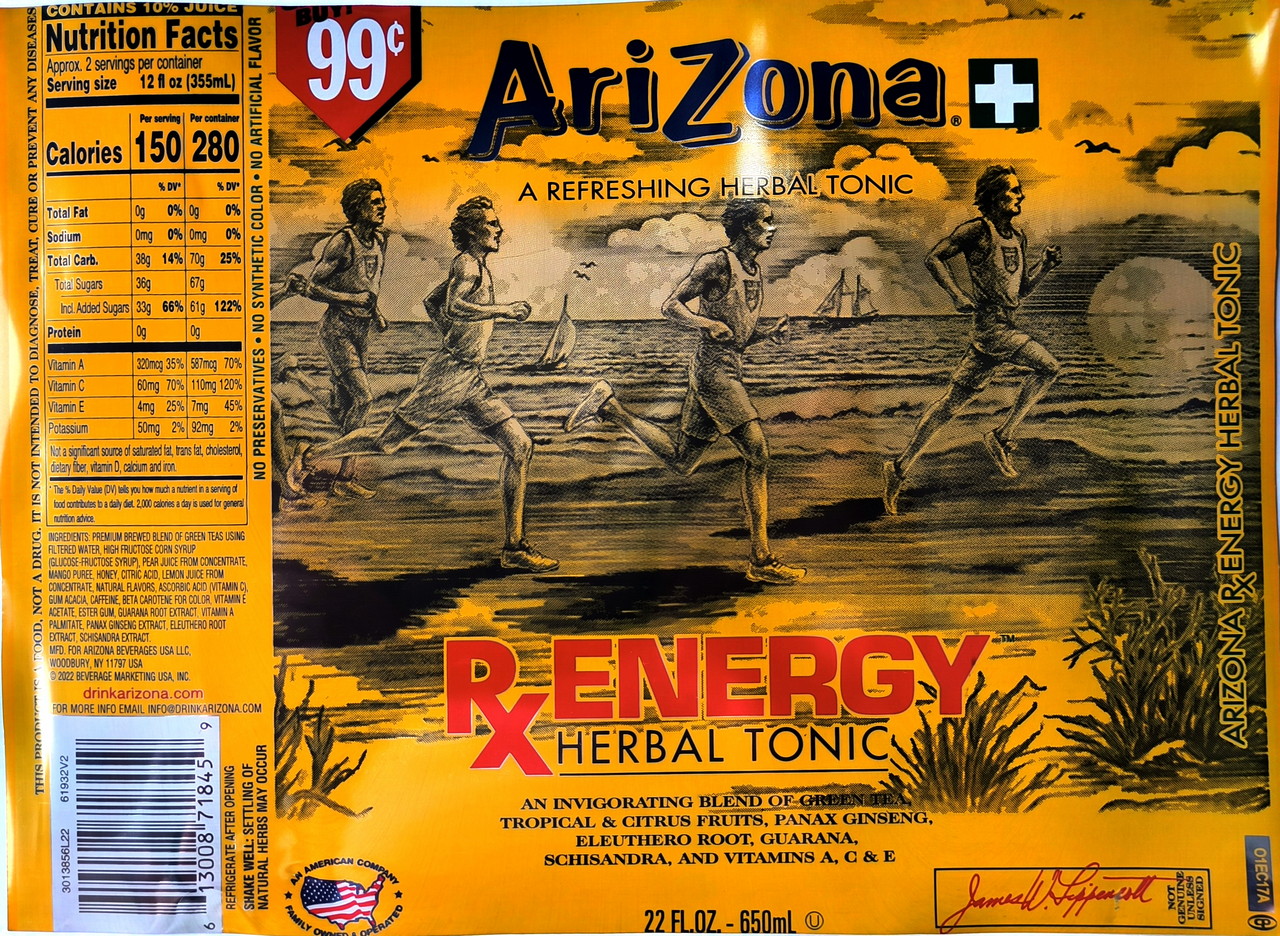 THIS PRODUCT IS A FOOD, NOT A DRUG. IT IS NOT INTENDED TO DIAGNOSE, TREAT, CURE OR PREVENT ANY DISEASES
CONTAINS 10% JUICE
Nutrition Facts
Approx. 2 servings per container
Serving size 12 fl oz (355mL)
Per serving Per container
Calories 150 280
% DV* % DV*
Total Fat 0g 0% 0g 0%
Sodium 0mg 0% 0mg 0%
Total Carb. 38g 14% 70g 25%
Total Sugars 36g 67g
Incl. Added Sugars 33g 66% 61g 122%
Protein 0g 0g
Vitamin A 320mcg 35% 587mcg 70%
Vitamin C 60mg 70% 110mg 120%
Vitamin E 4mg 25% 7mg 45%
Potassium 50mg 2% 92mg 2%
Not a significant source of saturated fat, trans fat, cholesterol,
dietary fiber, vitamin D, calcium and iron.
*The % Daily Value (DV) tells you how much a nutrient in a serving of
food contributes to a daily diet. 2,000 calories a day is used for general
nutrition advice.
INGREDIENTS: PREMIUM BREWED BLEND OF GREEN TEAS USING
FILTERED WATER, HIGH FRUCTOSE CORN SYRUP
(GLUCOSE-FRUCTOSE SYRUP), PEAR JUICE FROM CONCENTRATE,
MANGO PUREE, HONEY, CITRIC ACID, LEMON JUICE FROM
CONCENTRATE, NATURAL FLAVORS, ASCORBIC ACID (VITAMIN C),
GUM ACACIA, CAFFEINE, BETA CAROTENE FOR COLOR, VITAMIN E
ACETATE, ESTER GUM, GUARANA ROOT EXTRACT, VITAMIN A
PALMITATE, PANAX GINSENG EXTRACT, ELEUTHERO ROOT
EXTRACT, SCHISANDRA EXTRACT.
MFD. FOR ARIZONA BEVERAGES USA LLC,
WOODBURY, NY 11797 USA
© 2022 BEVERAGE MARKETING USA, INC.
drinkarizona.com
FOR MORE INFO EMAIL INFO@DRINKARIZONA.COM
NO PRESERVATIVES • NO SYNTHETIC COLOR • NO ARTIFICIAL FLAVOR
3013856L22 61932V2
6 13008 71845 9
REFRIGERATE AFTER OPENING
SHAKE WELL: SETTLING OF
NATURAL HERBS MAY OCCUR
BUY!
99¢
AriZona®
A REFRESHING HERBAL TONIC
Rx ENERGY™
HERBAL TONIC
AN INVIGORATING BLEND OF GREEN TEA,
TROPICAL & CITRUS FRUITS, PANAX GINSENG,
ELEUTHERO ROOT, GUARANA,
SCHISANDRA, AND VITAMINS A, C & E
AN AMERICAN COMPANY
FAMILY OWNED & OPERATED
22 FL.OZ. - 650mL U
James W. Lippencott
NOT
GENUINE
UNLESS
SIGNED
ARIZONA Rx ENERGY HERBAL TONIC
01EC-17A